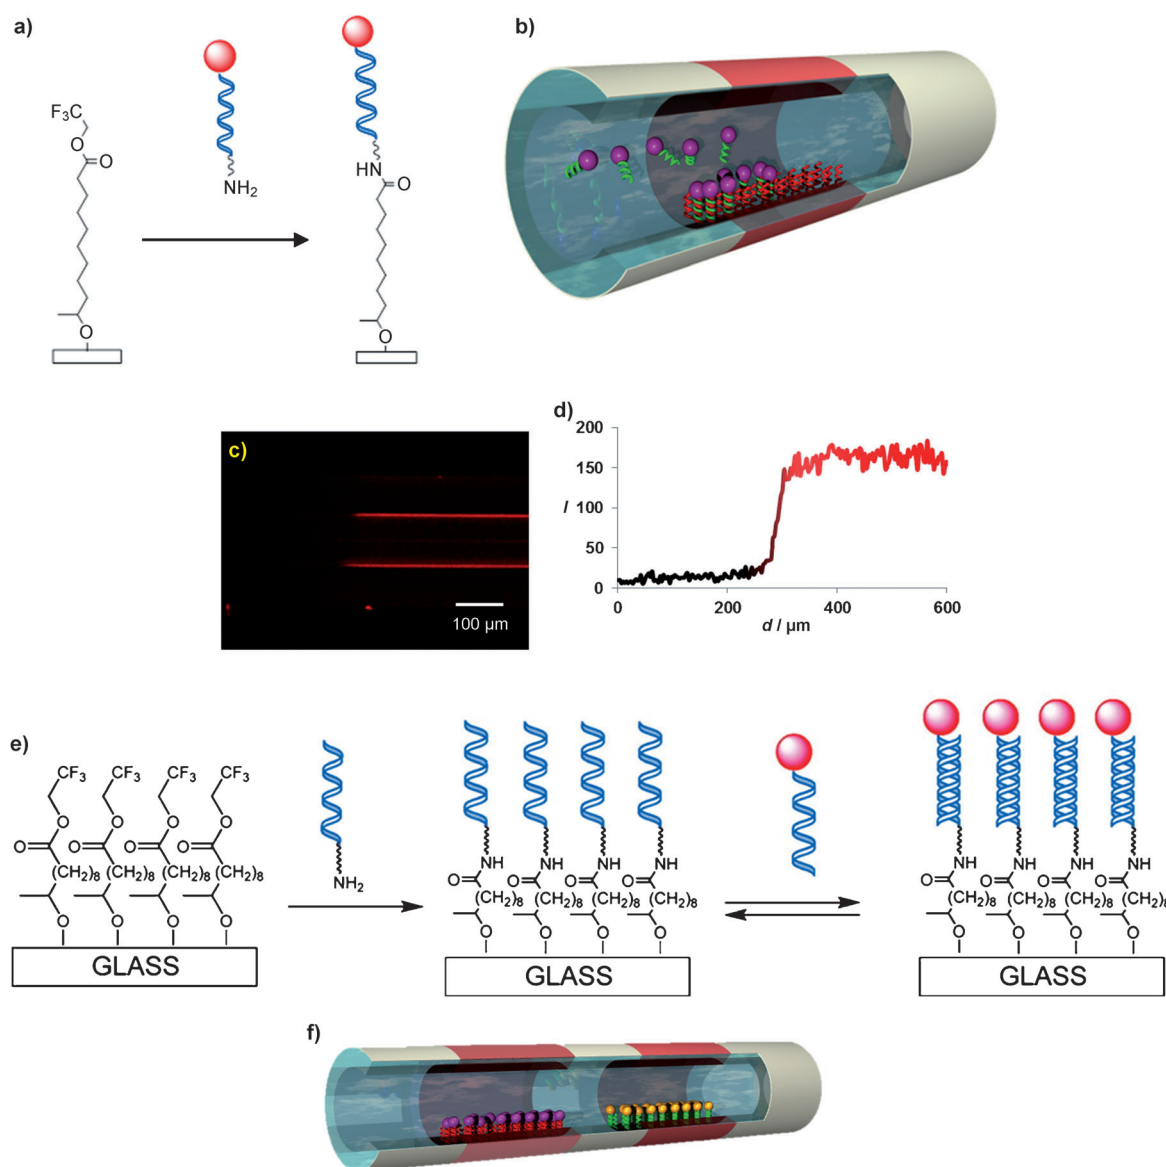 a)
F₃C
O
O
NH₂
HN
O
O
O
b)
c)
100 µm
d)
200
150
I
100
50
0
0
200
400
600
d / µm
e)
CF₃ CF₃ CF₃ CF₃
O O O O
O O O O
(CH₂)₈ (CH₂)₈ (CH₂)₈ (CH₂)₈
O O O O
GLASS
NH₂
NH NH NH NH
O O O O
(CH₂)₈ (CH₂)₈ (CH₂)₈ (CH₂)₈
O O O O
GLASS
NH NH NH NH
O O O O
(CH₂)₈ (CH₂)₈ (CH₂)₈ (CH₂)₈
O O O O
GLASS
f)